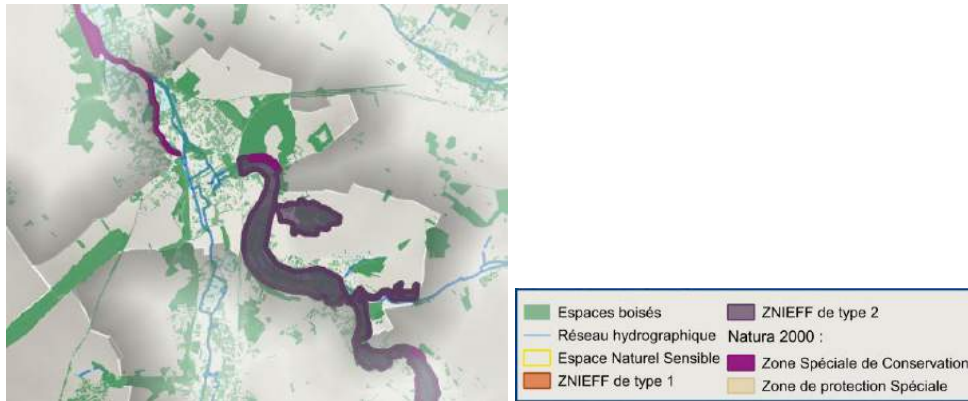 Espaces boisés
Réseau hydrographique
Espace Naturel Sensible
ZNIEFF de type 1
ZNIEFF de type 2
Natura 2000 :
Zone Spéciale de Conservation
Zone de protection Spéciale